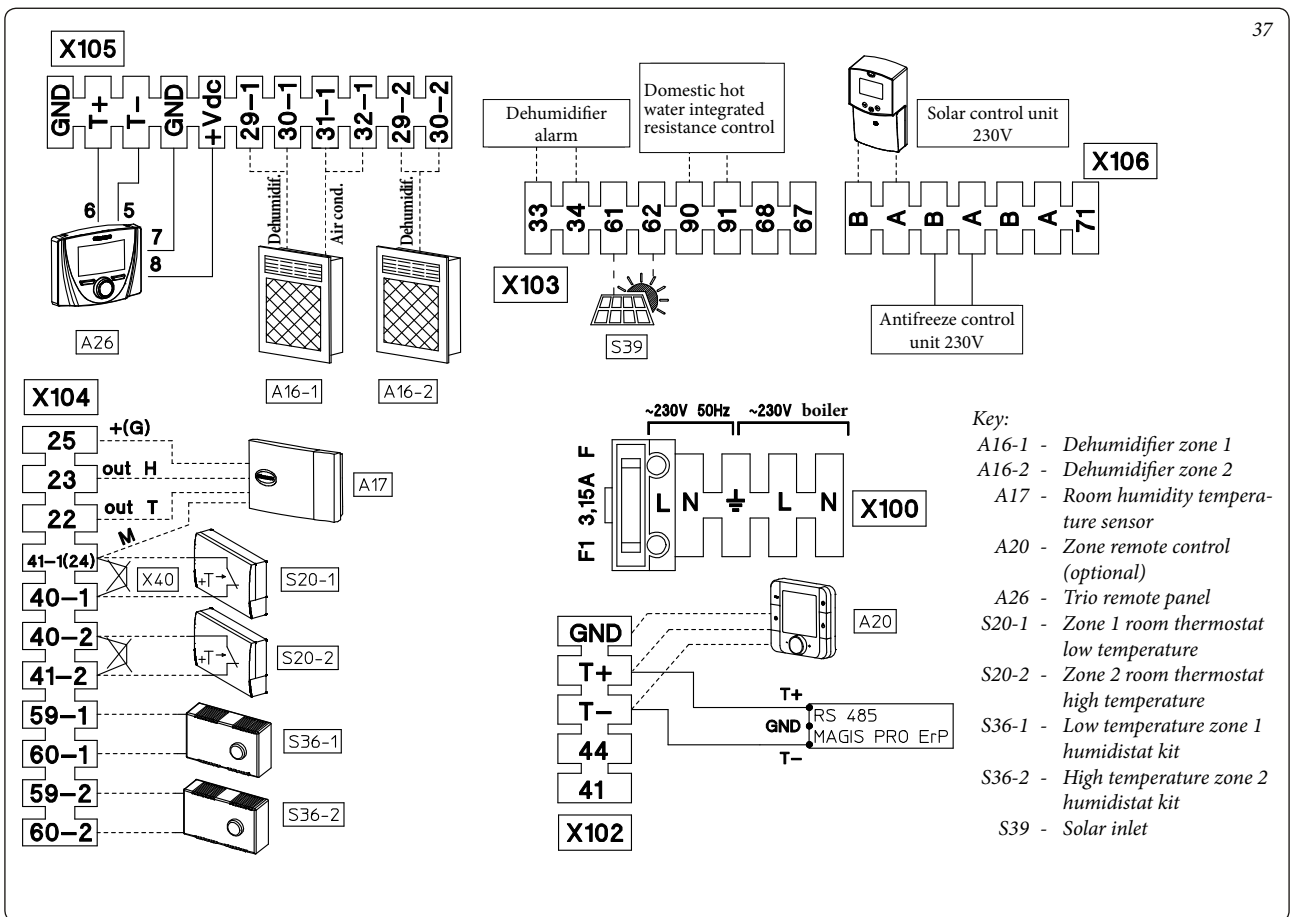 37
X105
GND T+ T- GND +Vdc 29-1 30-1 31-1 32-1 29-2 30-2
6 5
7
8
Dehumidif.
Air cond.
Dehumidif.
A26
A16-1
A16-2
Dehumidifier
alarm
Domestic hot
water integrated
resistance control
33 34 61 62 90 91 68 67
X103
S39
Solar control unit
230V
X106
B A B A B A 71
Antifreeze control
unit 230V
X104
25
+(G)
23
out H
22
out T
M
41-1(24)
40-1
40-2
41-2
59-1
60-1
59-2
60-2
A17
X40
+T
S20-1
+T
S20-2
S36-1
S36-2
~230V 50Hz ~230V boiler
F1 3,15A F
L N L N
X100
A20
GND
T+
T-
44
41
X102
T+
GND
T-
RS 485
MAGIS PRO ErP
Key:
A16-1 - Dehumidifier zone 1
A16-2 - Dehumidifier zone 2
A17 - Room humidity tempera-
ture sensor
A20 - Zone remote control
(optional)
A26 - Trio remote panel
S20-1 - Zone 1 room thermostat
low temperature
S20-2 - Zone 2 room thermostat
high temperature
S36-1 - Low temperature zone 1
humidistat kit
S36-2 - High temperature zone 2
humidistat kit
S39 - Solar inlet